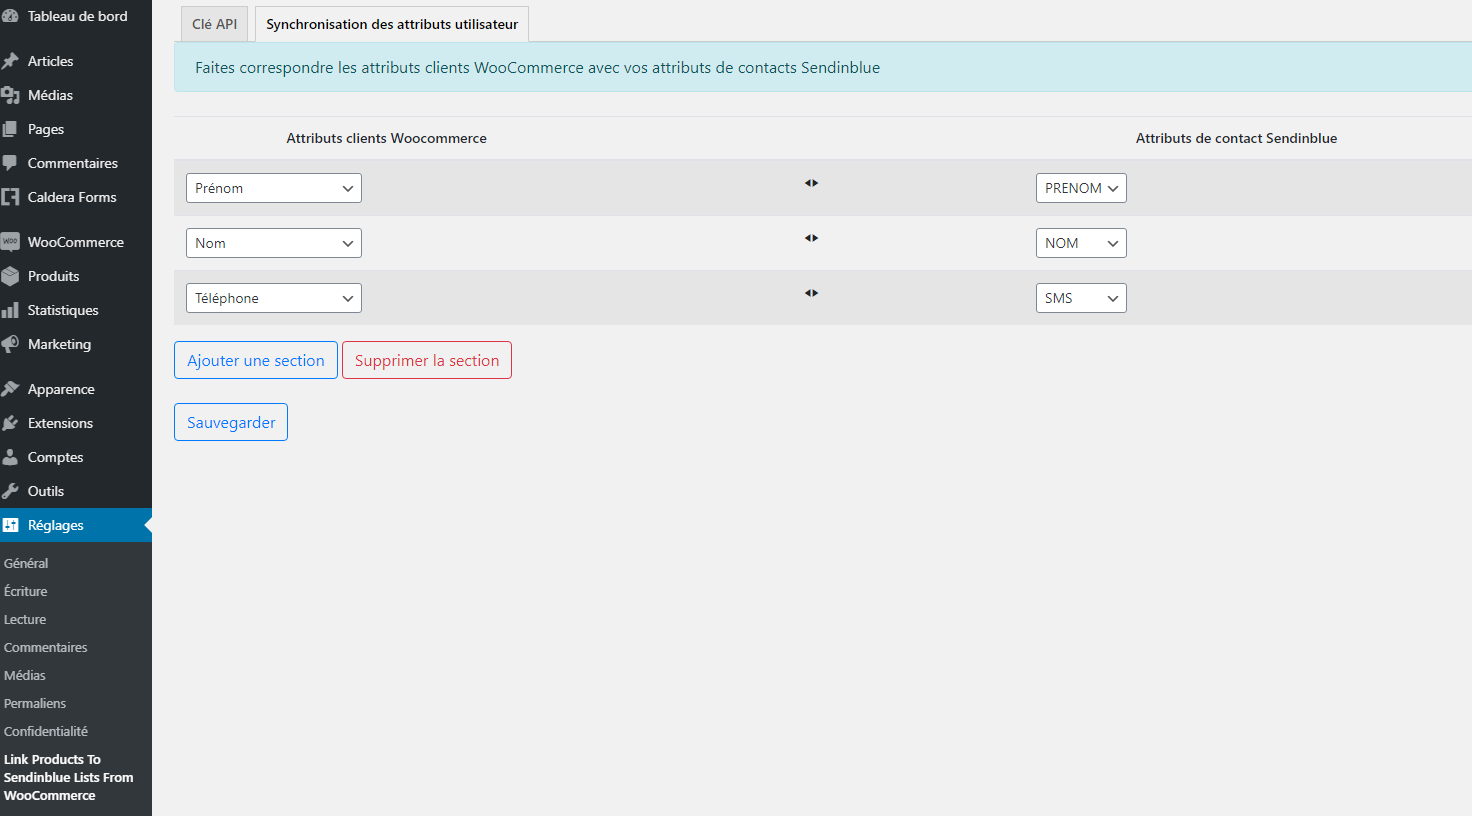 Tableau de bord
Articles
Médias
Pages
Commentaires
Caldera Forms
WOO WooCommerce
Produits
Statistiques
Marketing
Apparence
Extensions
Comptes
Outils
Réglages
Général
Écriture
Lecture
Commentaires
Médias
Permaliens
Confidentialité
Link Products To
Sendinblue Lists From
WooCommerce
Clé API Synchronisation des attributs utilisateur
Faites correspondre les attributs clients WooCommerce avec vos attributs de contacts Sendinblue
Attributs clients Woocommerce Attributs de contact Sendinblue
Prénom PRENOM
Nom NOM
Téléphone SMS
Ajouter une section Supprimer la section
Sauvegarder